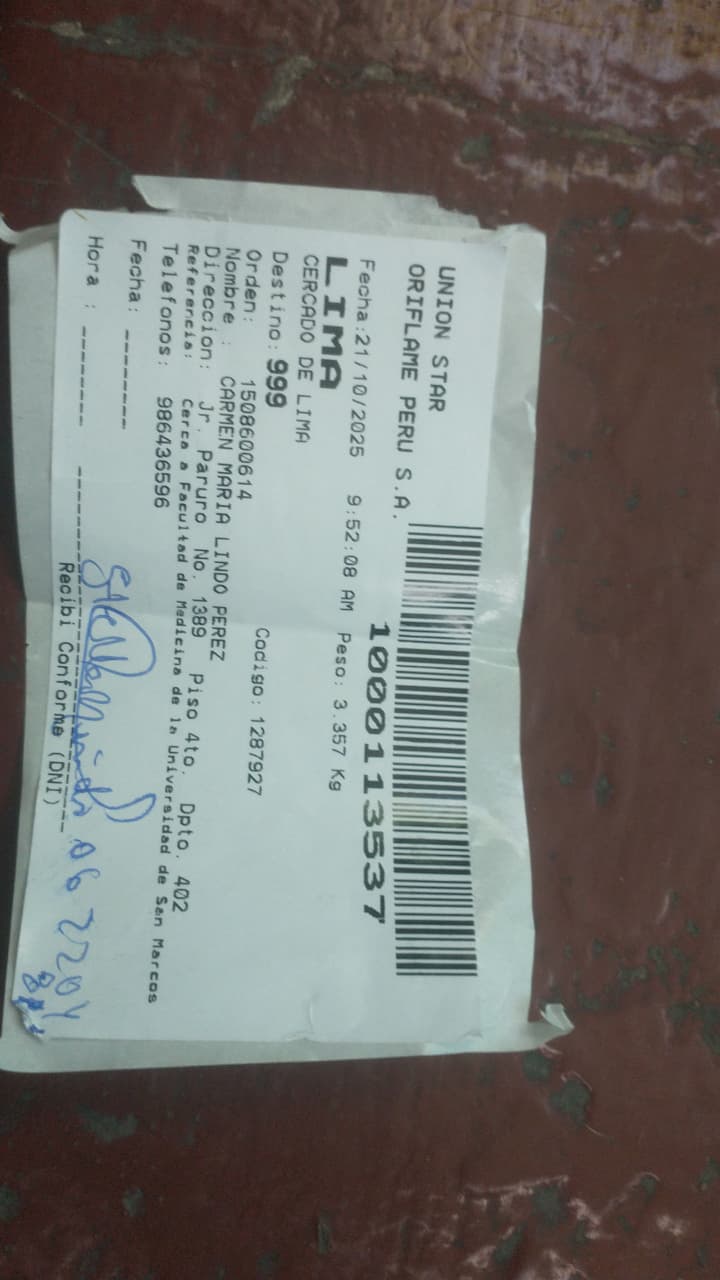 UNION STAR
ORIFLAME PERU S.A.
1000113537
Fecha:21/10/2025 9:52:08 AM Peso: 3.357 Kg
LIMA
CERCADO DE LIMA
Destino: 999
Orden: 1508600614 Codigo: 1287927
Nombre : CARMEN MARIA LINDO PEREZ
Direccion: Jr. Paruro No. 1389 Piso 4to. Dpto. 402
Referencia: Cerca a Facultad de Medicina de la Universidad de San Marcos
Telefonos: 986436596
Fecha: -------
Hora : -------
Recibi Conforme (DNI)